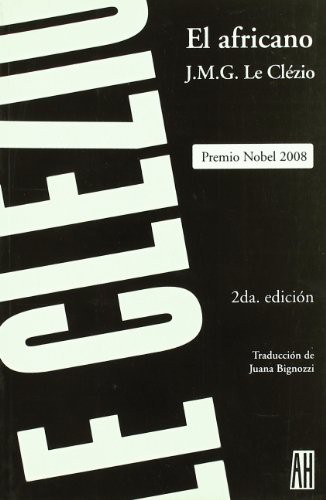 El africano
J.M.G. Le Clézio
Premio Nobel 2008
2da. edición
Traducción de
Juana Bignozzi
LE CLEZIO
AH